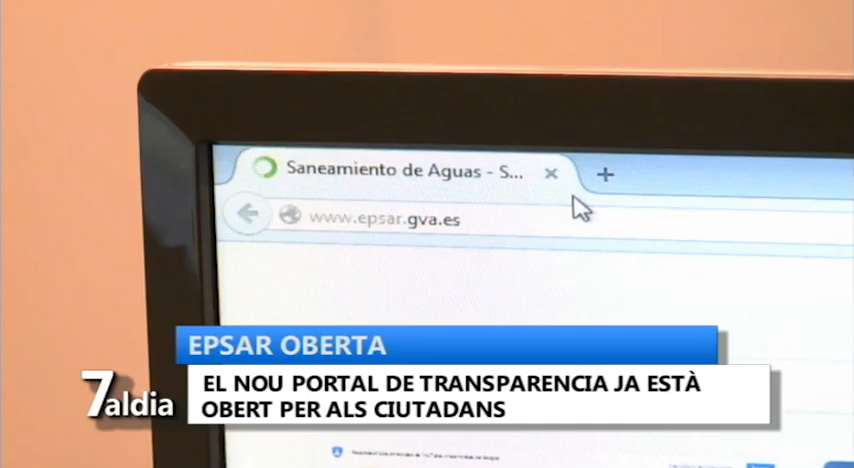 Saneamiento de Aguas - S...
www.epsar.gva.es
EPSAR OBERTA
EL NOU PORTAL DE TRANSPARENCIA JA ESTÀ
OBERT PER ALS CIUTADANS
7aldia